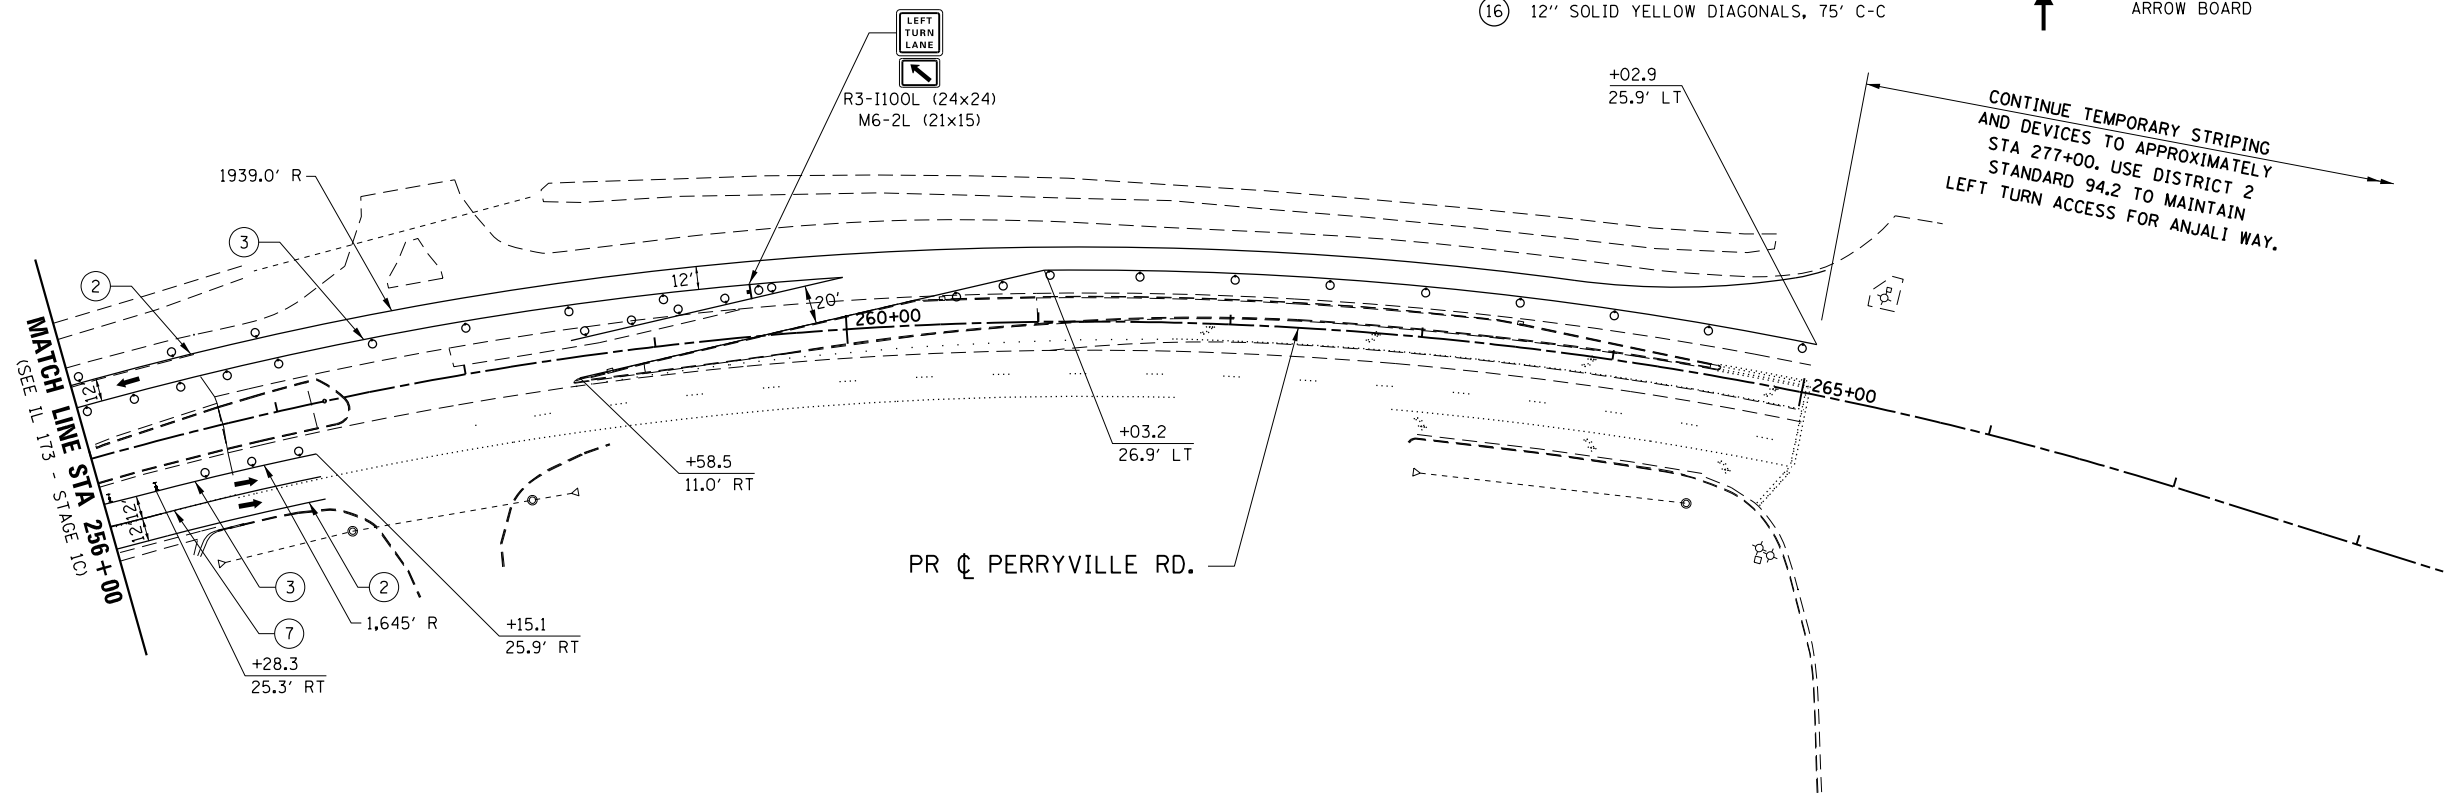 LEFT
TURN
LANE
R3-I100L (24x24)
M6-2L (21x15)
16 12'' SOLID YELLOW DIAGONALS, 75' C-C
ARROW BOARD
+02.9
25.9' LT
CONTINUE TEMPORARY STRIPING
AND DEVICES TO APPROXIMATELY
STA 277+00. USE DISTRICT 2
STANDARD 94.2 TO MAINTAIN
LEFT TURN ACCESS FOR ANJALI WAY.
1939.0' R
3
2
12'
20'
260+00
265+00
MATCH LINE STA 256+00
(SEE IL 173 - STAGE 1C)
12'
12'
12'
+58.5
11.0' RT
+03.2
26.9' LT
PR ℄ PERRYVILLE RD.
3
2
7
1,645' R
+15.1
25.9' RT
+28.3
25.3' RT